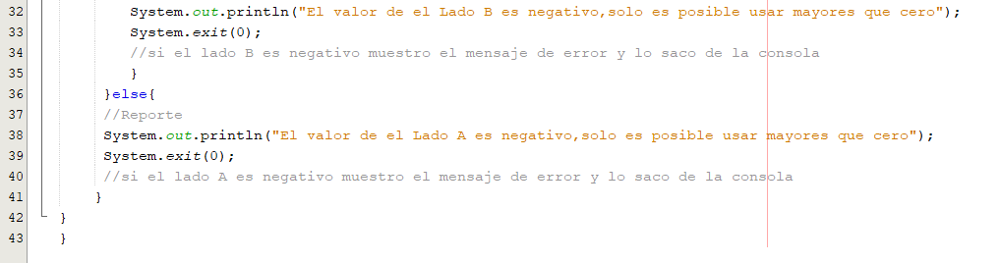 32 System.out.println("El valor de el Lado B es negativo,solo es posible usar mayores que cero");
33 System.exit(0);
34 //si el lado B es negativo muestro el mensaje de error y lo saco de la consola
35 }
36 }else{
37 //Reporte
38 System.out.println("El valor de el Lado A es negativo,solo es posible usar mayores que cero");
39 System.exit(0);
40 //si el lado A es negativo muestro el mensaje de error y lo saco de la consola
41 }
42 }
43 }